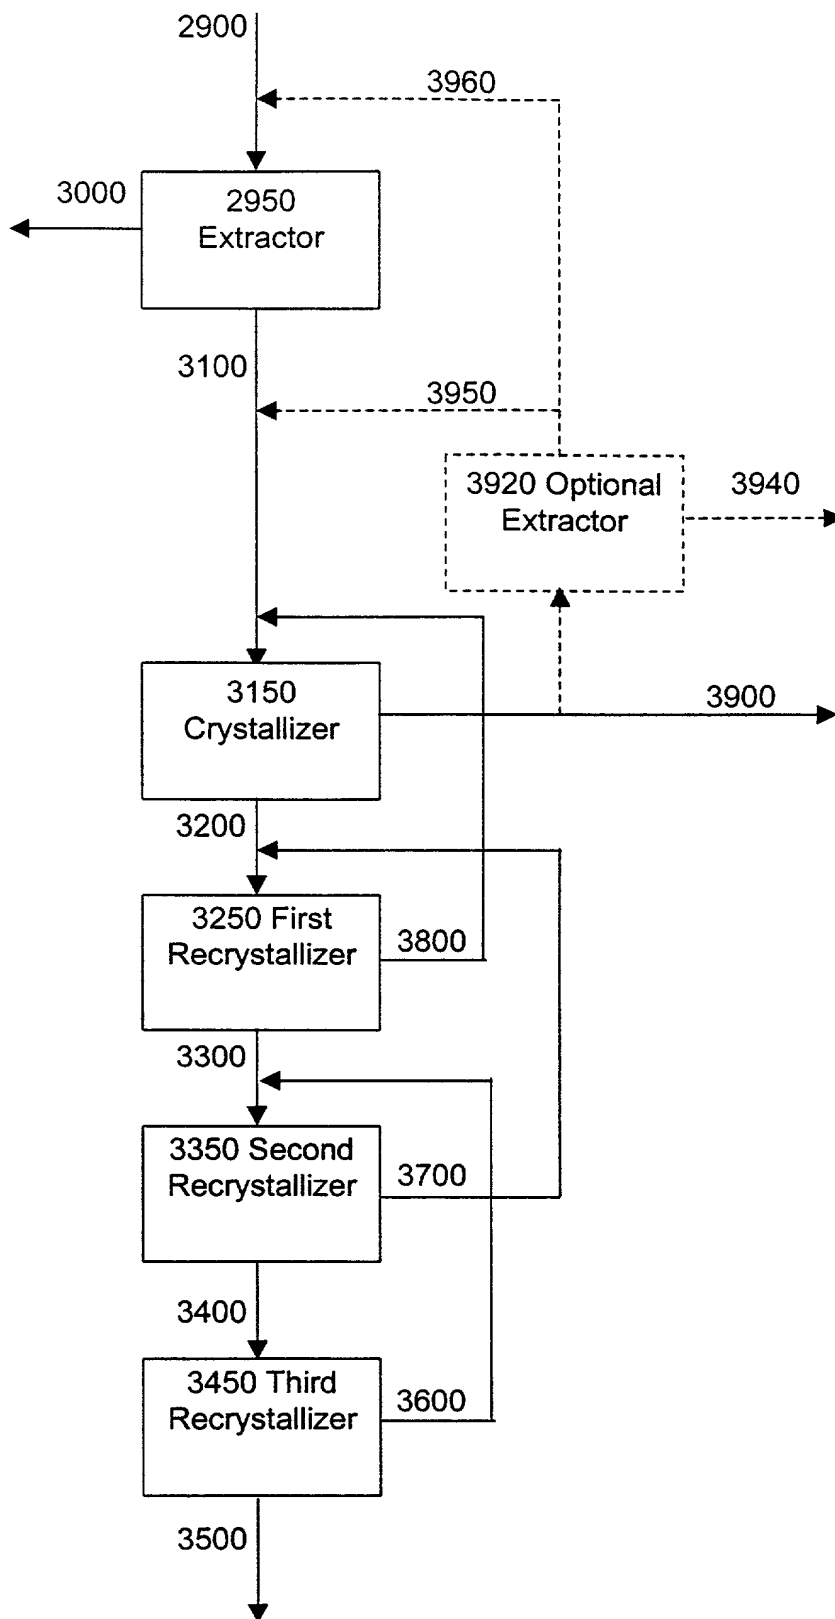 2900
3960
3000
2950
Extractor
3100
3950
3920 Optional
Extractor
3940
3150
Crystallizer
3900
3200
3250 First
Recrystallizer
3800
3300
3350 Second
Recrystallizer
3700
3400
3450 Third
Recrystallizer
3600
3500